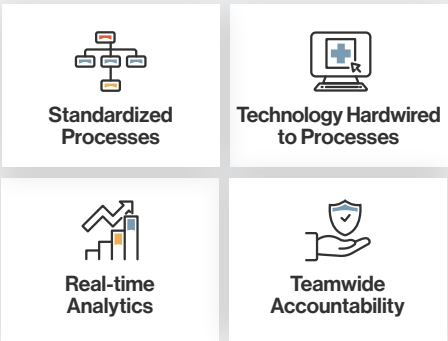 Standardized
Processes
Technology Hardwired
to Processes
Real-time
Analytics
Teamwide
Accountability